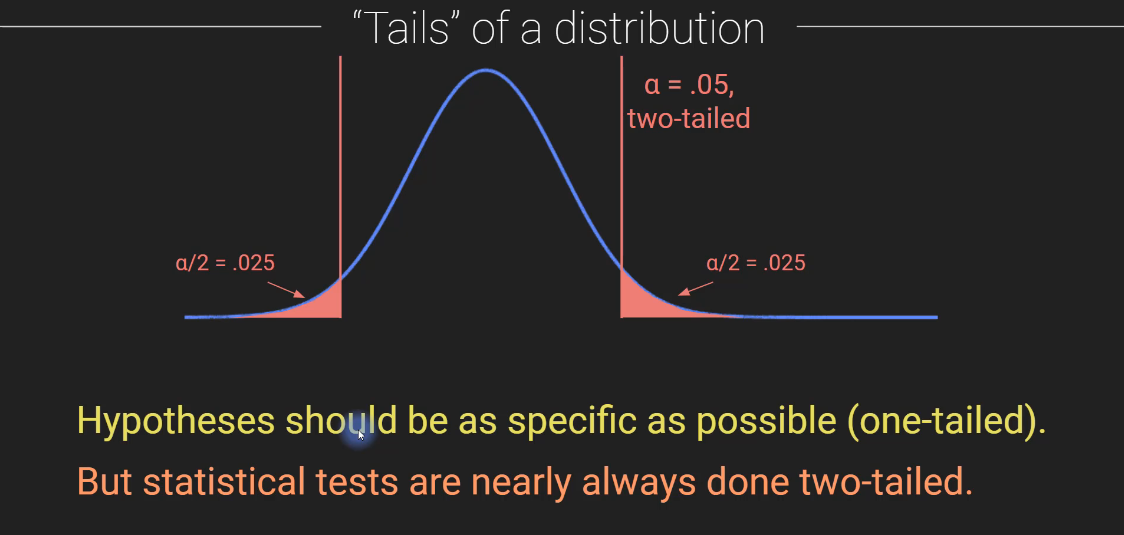 “Tails” of a distribution
α = .05,
two-tailed
α/2 = .025
α/2 = .025
Hypotheses should be as specific as possible (one-tailed).
But statistical tests are nearly always done two-tailed.